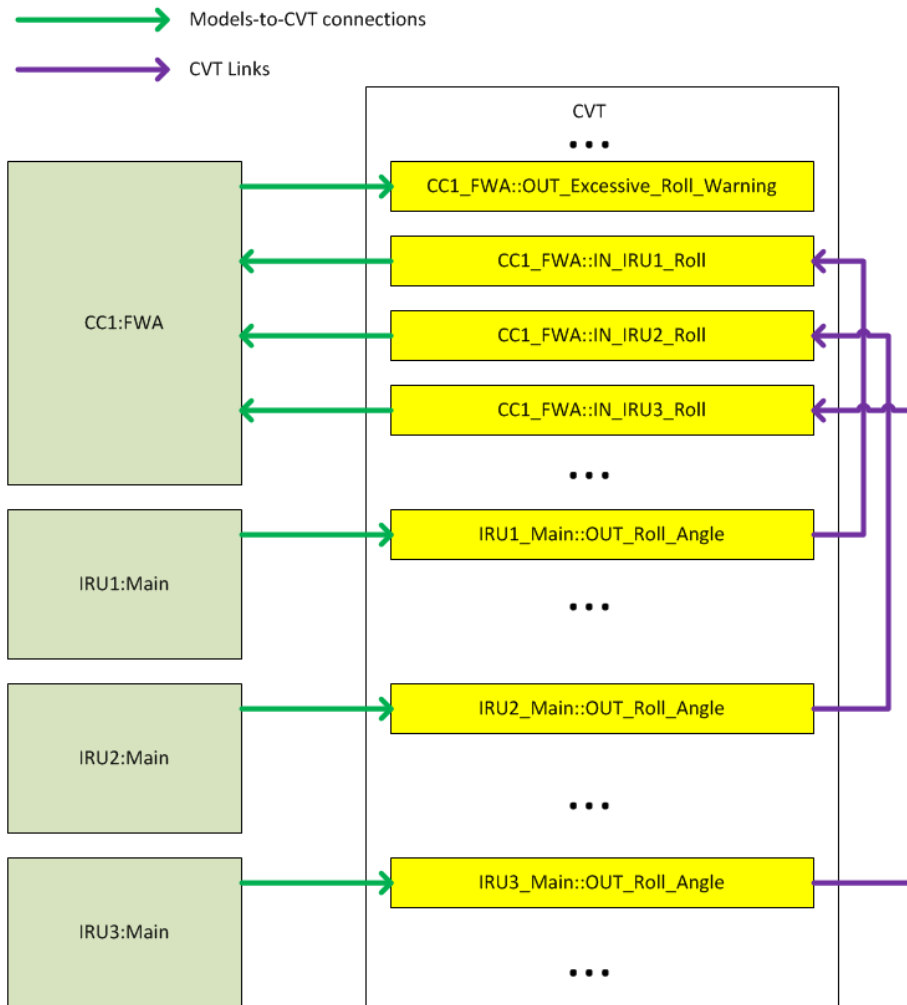 Models-to-CVT connections
CVT Links
CVT
...
CC1_FWA::OUT_Excessive_Roll_Warning
CC1_FWA::IN_IRU1_Roll
CC1:FWA
CC1_FWA::IN_IRU2_Roll
CC1_FWA::IN_IRU3_Roll
...
IRU1_Main::OUT_Roll_Angle
IRU1:Main
...
IRU2_Main::OUT_Roll_Angle
IRU2:Main
...
IRU3_Main::OUT_Roll_Angle
IRU3:Main
...